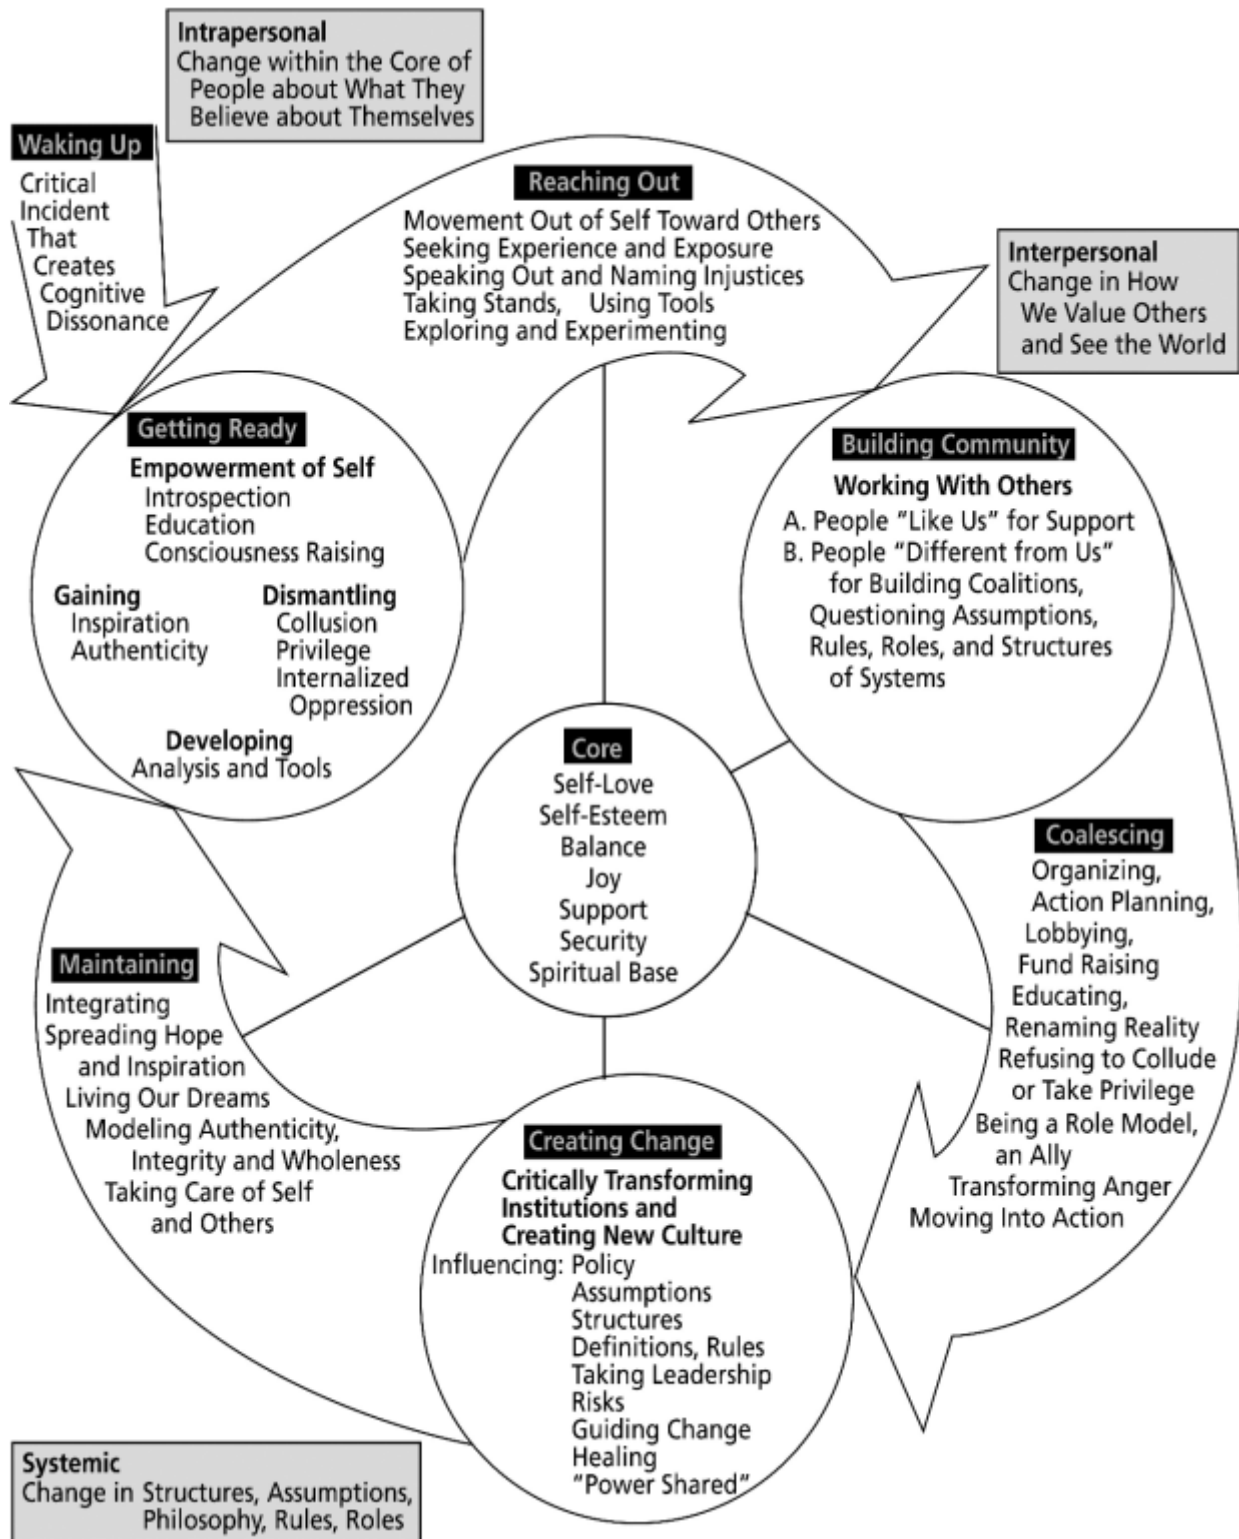 Intrapersonal
Change within the Core of
People about What They
Believe about Themselves
Waking Up
Critical
Incident
That
Creates
Cognitive
Dissonance
Reaching Out
Movement Out of Self Toward Others
Seeking Experience and Exposure
Speaking Out and Naming Injustices
Taking Stands, Using Tools
Exploring and Experimenting
Interpersonal
Change in How
We Value Others
and See the World
Getting Ready
Empowerment of Self
Introspection
Education
Consciousness Raising
Gaining
Inspiration
Authenticity
Dismantling
Collusion
Privilege
Internalized
Oppression
Developing
Analysis and Tools
Building Community
Working With Others
A. People “Like Us” for Support
B. People “Different from Us”
for Building Coalitions,
Questioning Assumptions,
Rules, Roles, and Structures
of Systems
Core
Self-Love
Self-Esteem
Balance
Joy
Support
Security
Spiritual Base
Coalescing
Organizing,
Action Planning,
Lobbying,
Fund Raising
Educating,
Renaming Reality
Refusing to Collude
or Take Privilege
Being a Role Model,
an Ally
Transforming Anger
Moving Into Action
Maintaining
Integrating
Spreading Hope
and Inspiration
Living Our Dreams
Modeling Authenticity,
Integrity and Wholeness
Taking Care of Self
and Others
Creating Change
Critically Transforming
Institutions and
Creating New Culture
Influencing: Policy
Assumptions
Structures
Definitions, Rules
Taking Leadership
Risks
Guiding Change
Healing
“Power Shared”
Systemic
Change in Structures, Assumptions,
Philosophy, Rules, Roles